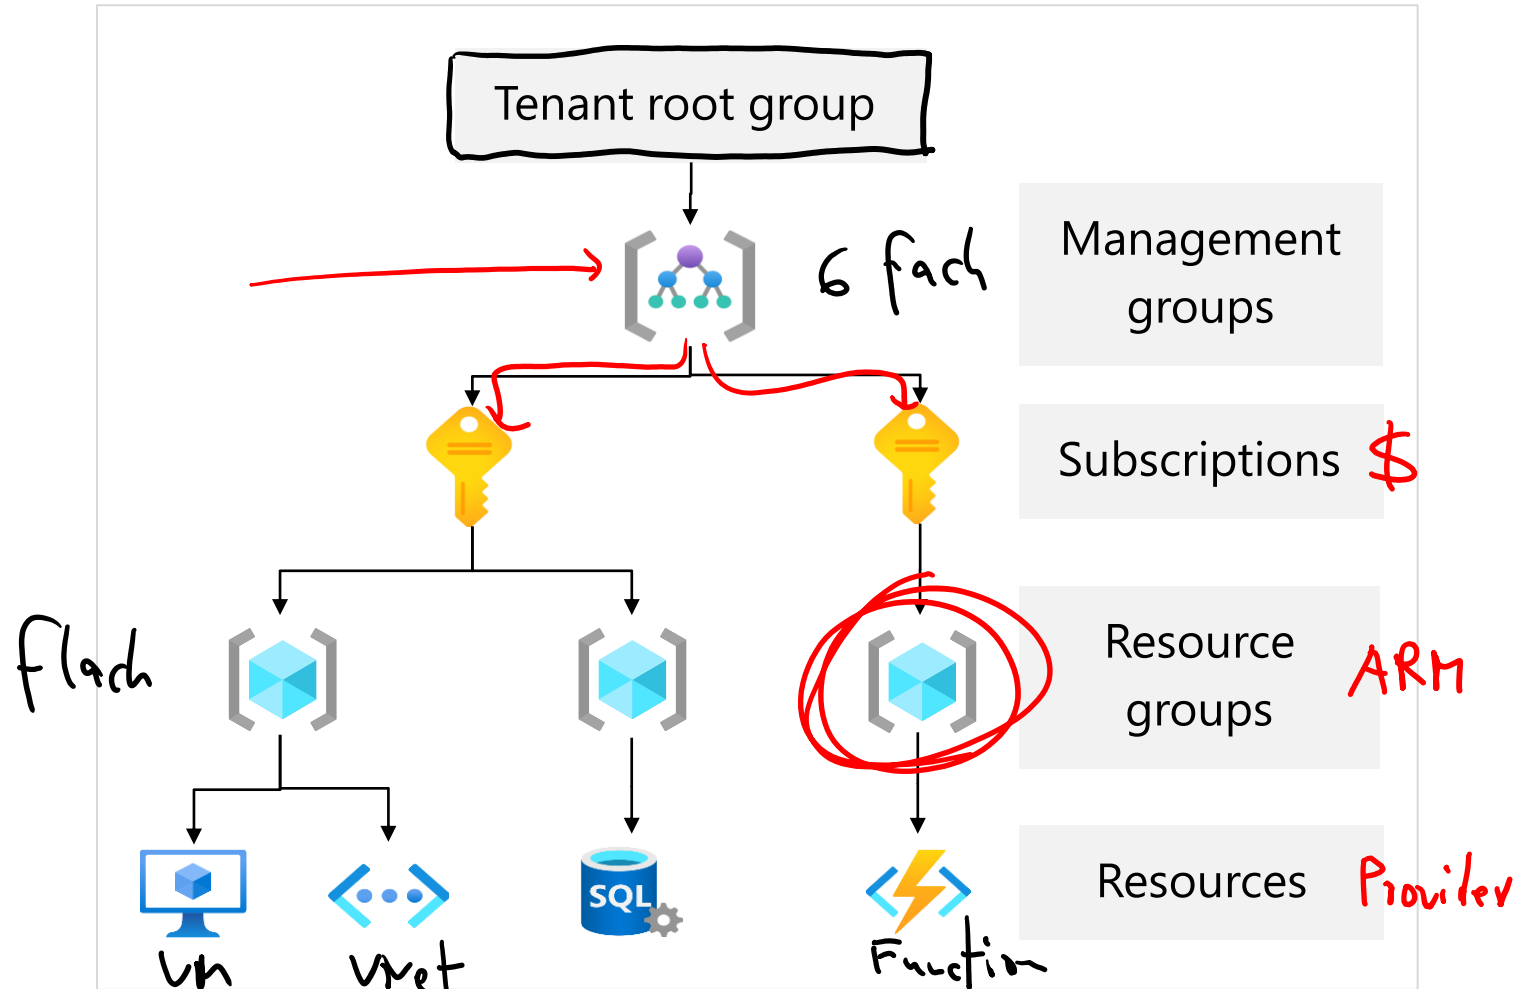 Tenant root group
6 fach
Management
groups
Subscriptions $
flach
Resource
groups
ARM
SQL
Resources
Provider
Vm
Vnet
Function